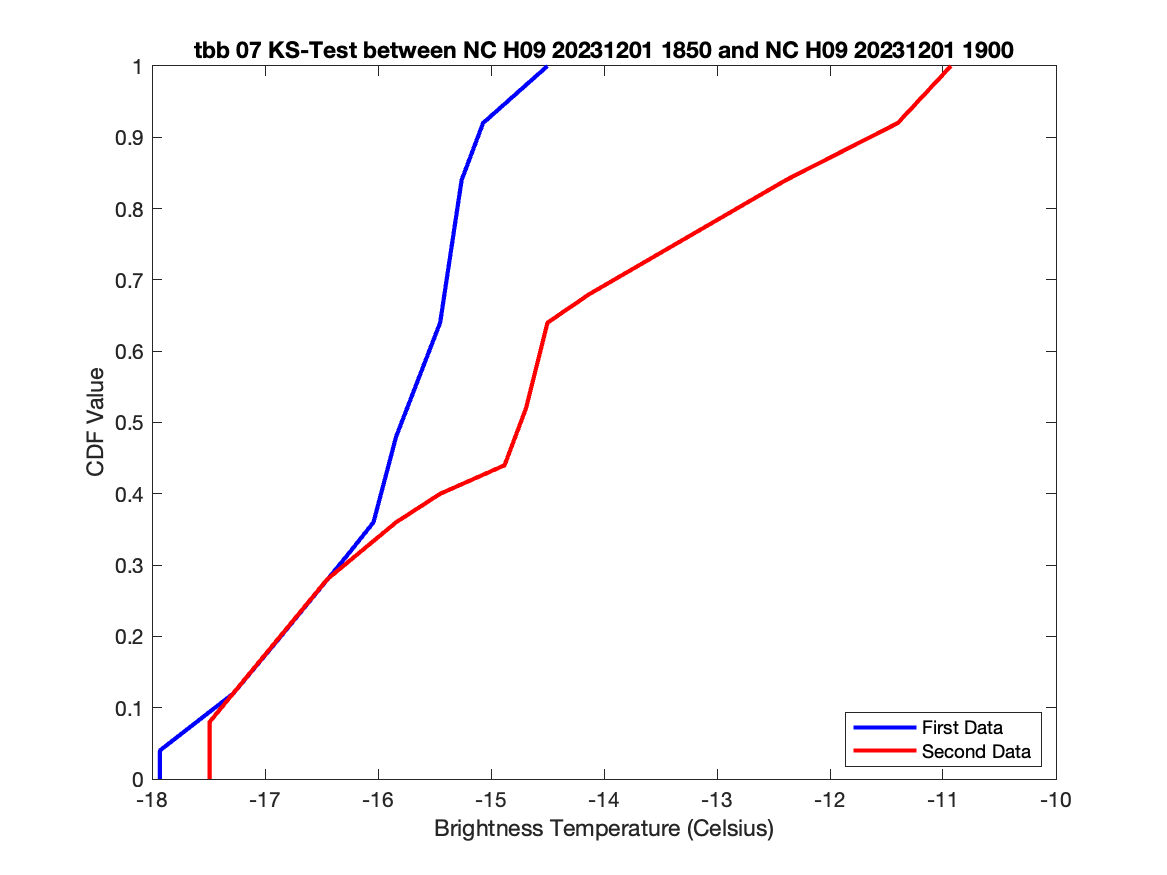 tbb 07 KS-Test between NC H09 20231201 1850 and NC H09 20231201 1900
1
0.9
0.8
0.7
0.6
0.5
0.4
0.3
0.2
0.1
0
CDF Value
First Data
Second Data
-18 -17 -16 -15 -14 -13 -12 -11 -10
Brightness Temperature (Celsius)